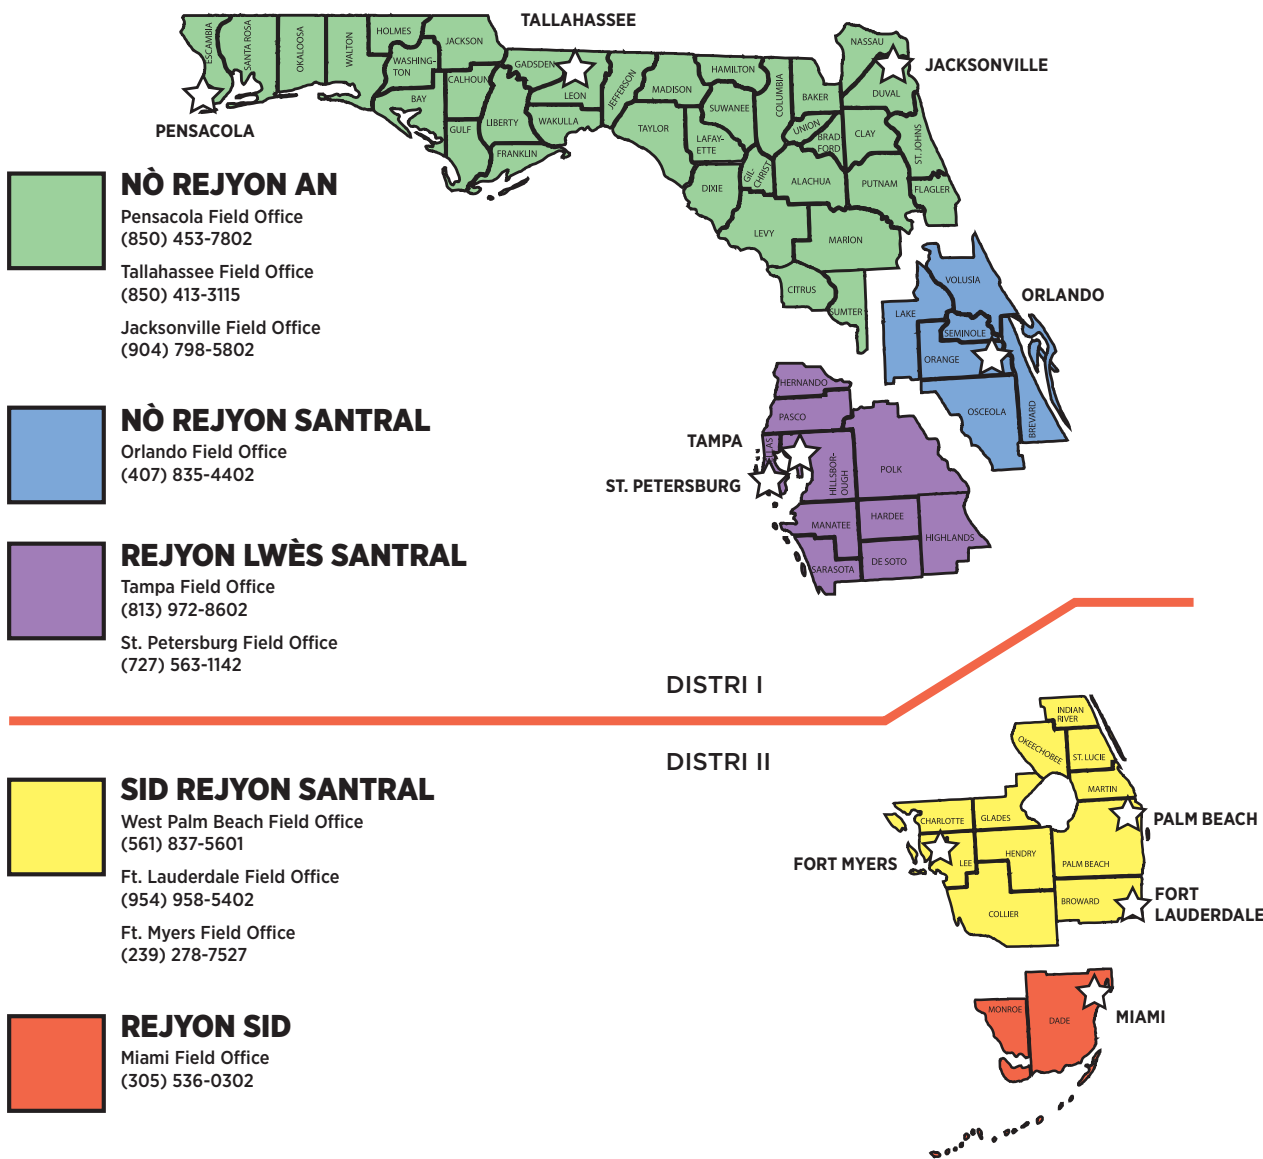 TALLAHASSEE
JACKSONVILLE
PENSACOLA
ESCAMBIA
SANTA ROSA
OKALOOSA
WALTON
HOLMES
WASHING-
TON
JACKSON
BAY
CALHOUN
GULF
LIBERTY
GADSDEN
LEON
WAKULLA
FRANKLIN
JEFFERSON
MADISON
TAYLOR
HAMILTON
SUWANEE
LAFAY-
ETTE
DIXIE
COLUMBIA
GIL-
CHRIST
BAKER
UNION
BRAD
FORD
NASSAU
DUVAL
CLAY
ST. JOHNS
ALACHUA
PUTNAM
FLAGLER
LEVY
MARION
CITRUS
SUMTER
NÒ REJYON AN
Pensacola Field Office
(850) 453-7802
Tallahassee Field Office
(850) 413-3115
Jacksonville Field Office
(904) 798-5802
ORLANDO
VOLUSIA
LAKE
SEMINOLE
ORANGE
OSCEOLA
BREVARD
NÒ REJYON SANTRAL
Orlando Field Office
(407) 835-4402
TAMPA
ST. PETERSBURG
HERNANDO
PASCO
HILLSBOR-
OUGH
POLK
MANATEE
HARDEE
HIGHLANDS
SARASOTA
DE SOTO
REJYON LWÈS SANTRAL
Tampa Field Office
(813) 972-8602
St. Petersburg Field Office
(727) 563-1142
DISTRI I
DISTRI II
SID REJYON SANTRAL
West Palm Beach Field Office
(561) 837-5601
Ft. Lauderdale Field Office
(954) 958-5402
Ft. Myers Field Office
(239) 278-7527
INDIAN
RIVER
OKEECHOBEE
ST. LUCIE
MARTIN
CHARLOTTE
GLADES
LEE
HENDRY
PALM BEACH
COLLIER
BROWARD
PALM BEACH
FORT MYERS
FORT
LAUDERDALE
REJYON SID
Miami Field Office
(305) 536-0302
MONROE
DADE
MIAMI